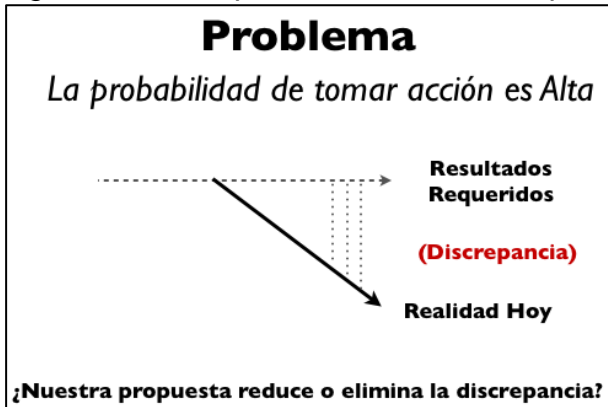 Problema
La probabilidad de tomar acción es Alta
Resultados
Requeridos
(Discrepancia)
Realidad Hoy
¿Nuestra propuesta reduce o elimina la discrepancia?